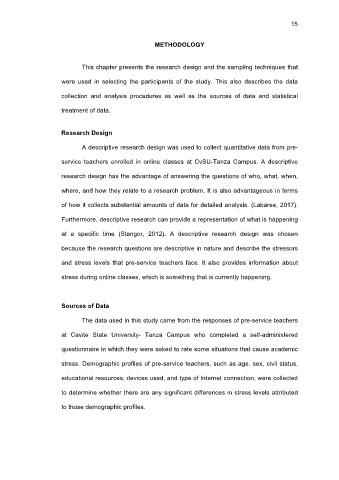 15
METHODOLOGY
This chapter presents the research design and the sampling techniques that
were used in selecting the participants of the study. This also describes the data
collection and analysis procedures as well as the sources of data and statistical
treatment of data.
Research Design
A descriptive research design was used to collect quantitative data from pre-
service teachers enrolled in online classes at CvSU-Tanza Campus. A descriptive
research design has the advantage of answering the questions of who, what, when,
where, and how they relate to a research problem. It is also advantageous in terms
of how it collects substantial amounts of data for detailed analysis. (Labaree, 2017).
Furthermore, descriptive research can provide a representation of what is happening
at a specific time (Stangor, 2012). A descriptive research design was chosen
because the research questions are descriptive in nature and describe the stressors
and stress levels that pre-service teachers face. It also provides information about
stress during online classes, which is something that is currently happening.
Sources of Data
The data used in this study came from the responses of pre-service teachers
at Cavite State University- Tanza Campus who completed a self-administered
questionnaire in which they were asked to rate some situations that cause academic
stress. Demographic profiles of pre-service teachers, such as age, sex, civil status,
educational resources, devices used, and type of Internet connection, were collected
to determine whether there are any significant differences in stress levels attributed
to those demographic profiles.